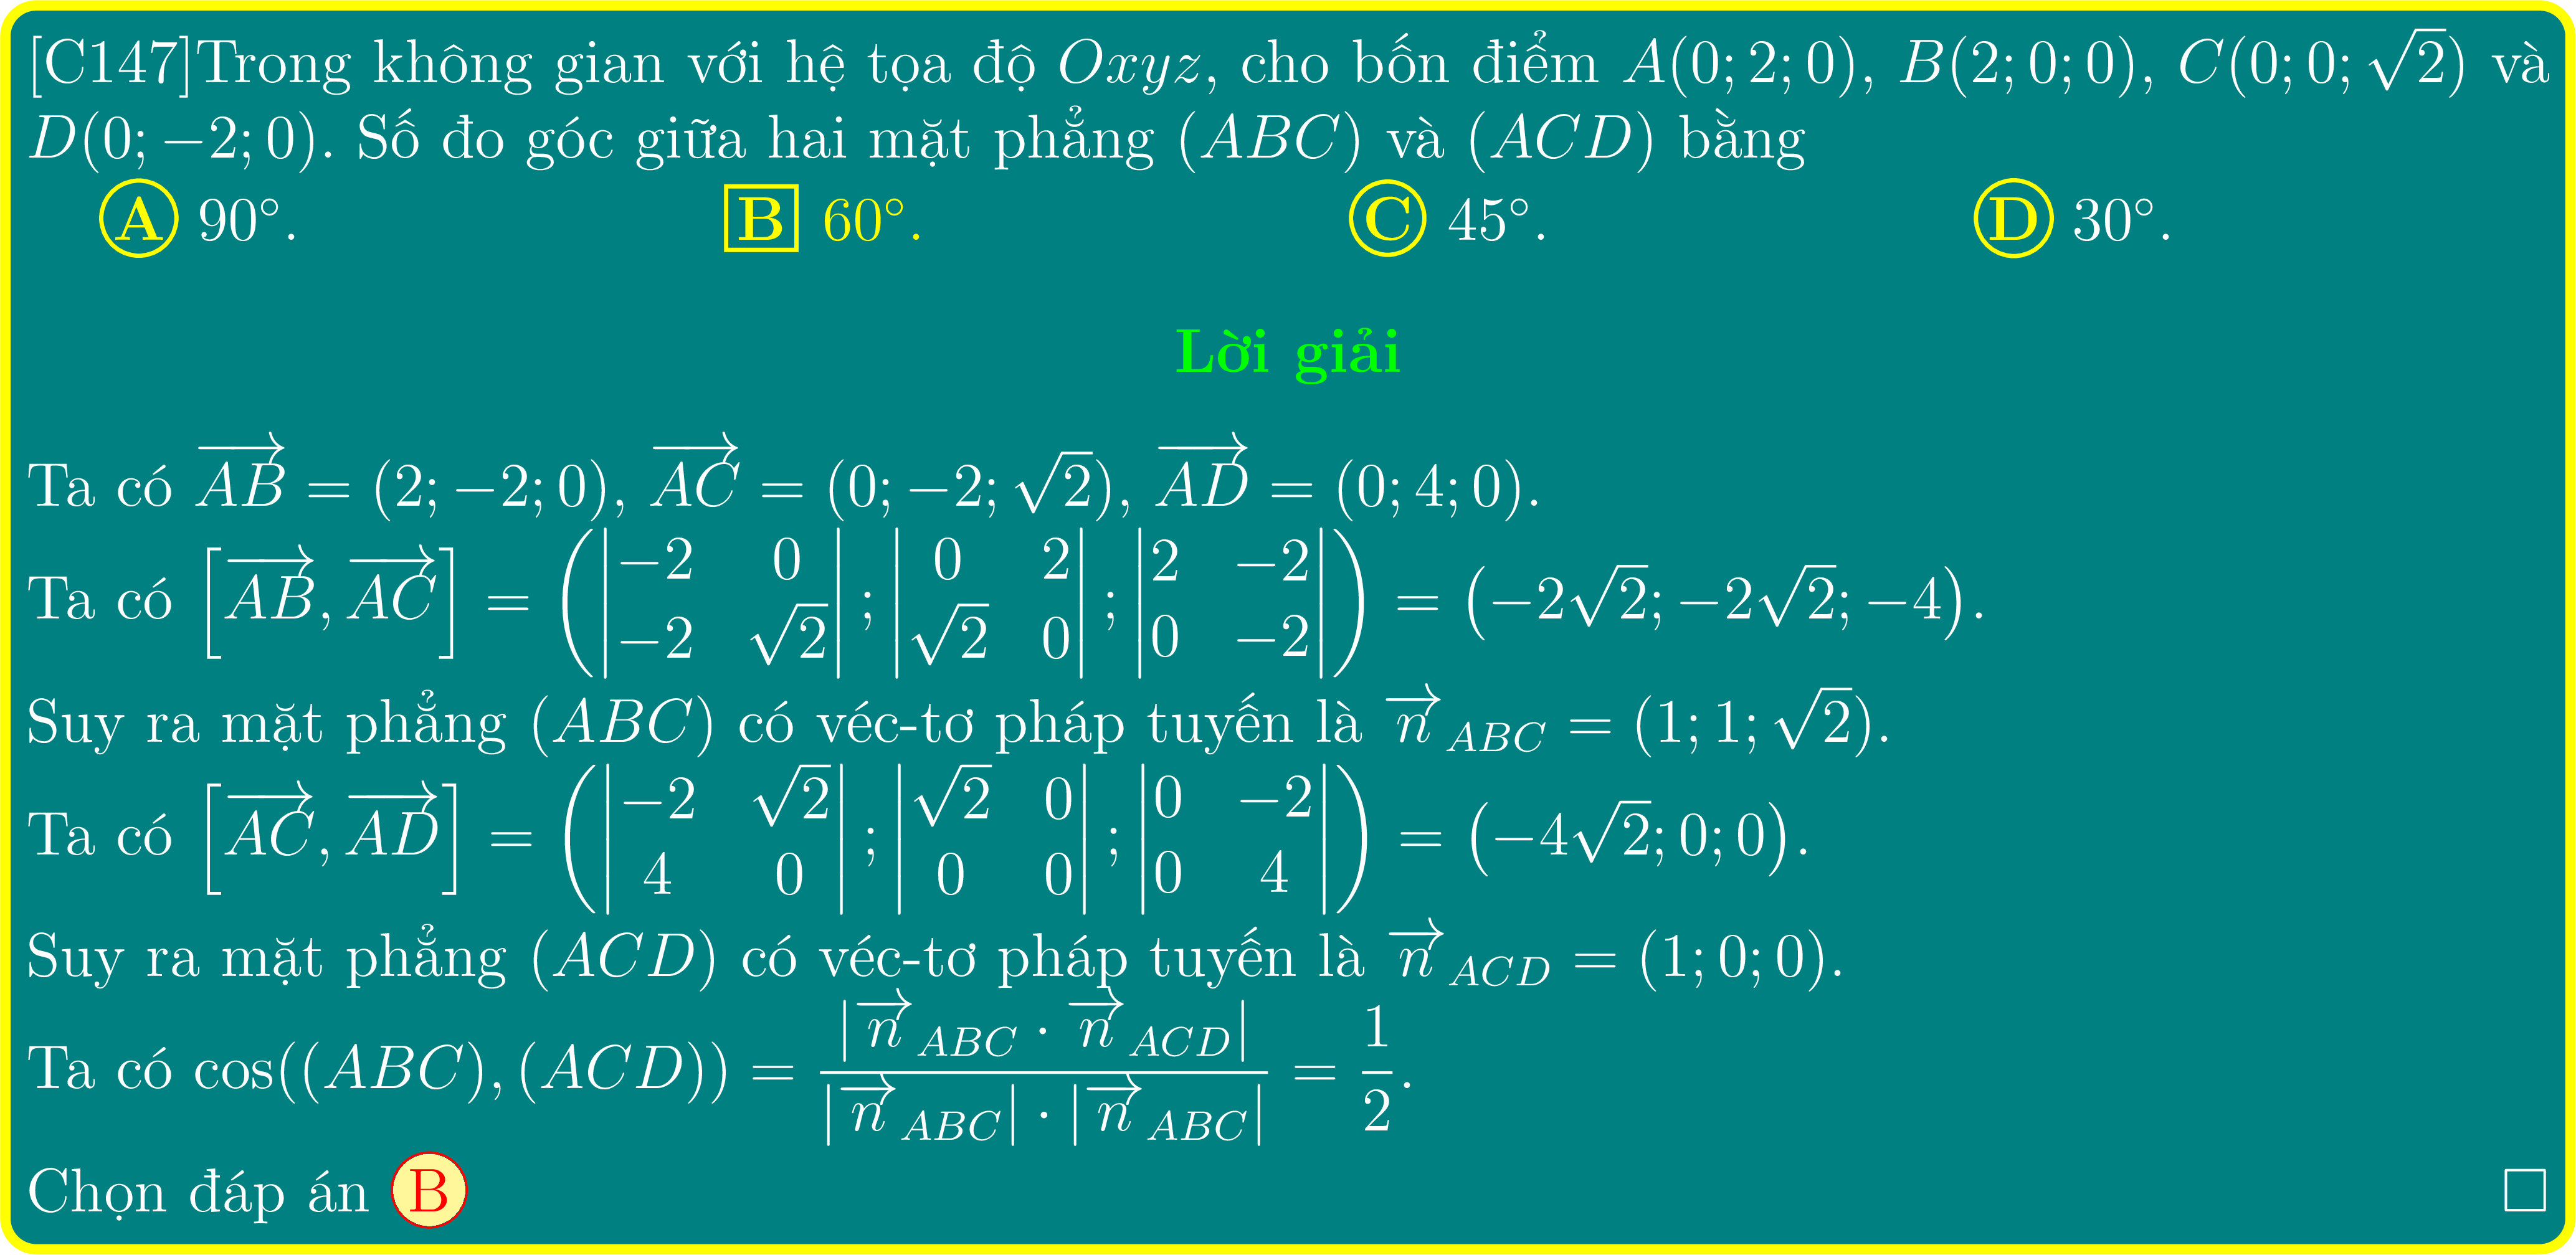 [C147]Trong không gian với hệ tọa độ Oxyz, cho bốn điểm A(0; 2; 0), B(2; 0; 0), C(0; 0; √2) và
D(0; −2; 0). Số đo góc giữa hai mặt phẳng (ABC) và (ACD) bằng
A 90°. B 60°. C 45°. D 30°.
Lời giải
Ta có $\overrightarrow{AB} = (2; -2; 0)$, $\overrightarrow{AC} = (0; -2; \sqrt{2})$, $\overrightarrow{AD} = (0; 4; 0)$.
Ta có $\left[\overrightarrow{AB}, \overrightarrow{AC}\right] = \left(\begin{vmatrix} -2 & 0 \\ -2 & \sqrt{2} \end{vmatrix}; \begin{vmatrix} 0 & 2 \\ \sqrt{2} & 0 \end{vmatrix}; \begin{vmatrix} 2 & -2 \\ 0 & -2 \end{vmatrix}\right) = \left(-2\sqrt{2}; -2\sqrt{2}; -4\right)$.
Suy ra mặt phẳng (ABC) có véc-tơ pháp tuyến là $\overrightarrow{n}_{ABC} = (1; 1; \sqrt{2})$.
Ta có $\left[\overrightarrow{AC}, \overrightarrow{AD}\right] = \left(\begin{vmatrix} -2 & \sqrt{2} \\ 4 & 0 \end{vmatrix}; \begin{vmatrix} \sqrt{2} & 0 \\ 0 & 0 \end{vmatrix}; \begin{vmatrix} 0 & -2 \\ 0 & 4 \end{vmatrix}\right) = \left(-4\sqrt{2}; 0; 0\right)$.
Suy ra mặt phẳng (ACD) có véc-tơ pháp tuyến là $\overrightarrow{n}_{ACD} = (1; 0; 0)$.
Ta có $\cos((ABC), (ACD)) = \dfrac{|\overrightarrow{n}_{ABC} \cdot \overrightarrow{n}_{ACD}|}{|\overrightarrow{n}_{ABC}| \cdot |\overrightarrow{n}_{ABC}|} = \dfrac{1}{2}$.
Chọn đáp án B □